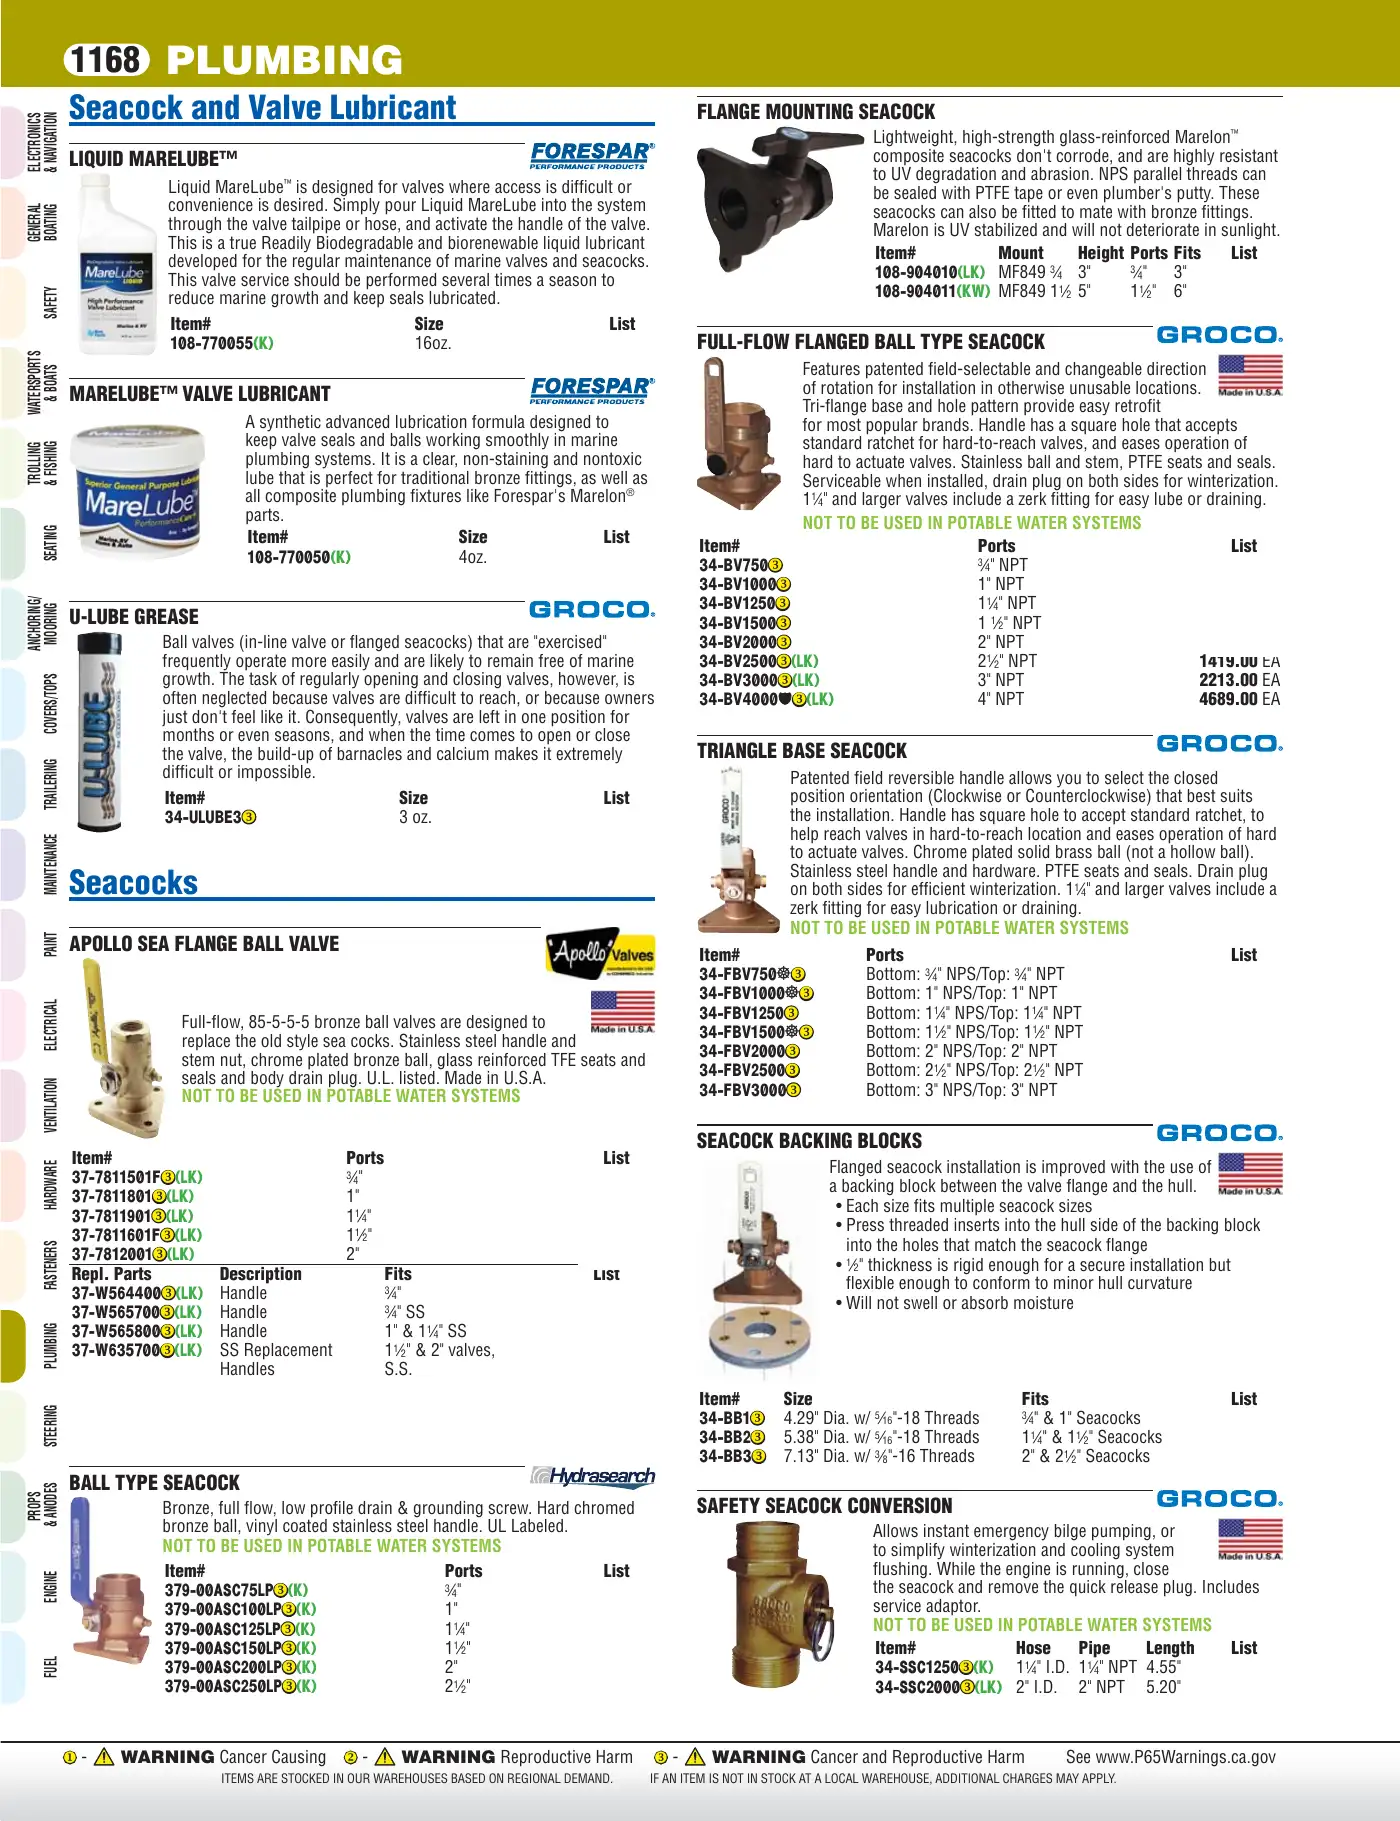 1168 PLUMBING
ELECTRONICS
& NAVIGATION
GENERAL
BOATING
SAFETY
WATERSPORTS
& BOATS
TROLLING
& FISHING
SEATING
ANCHORING/
MOORING
COVERS/TOPS
TRAILERING
MAINTENANCE
PAINT
ELECTRICAL
VENTILATION
HARDWARE
FASTENERS
PLUMBING
STEERING
PROPS
& ANODES
ENGINE
FUEL
Seacock and Valve Lubricant
LIQUID MARELUBE™
FORESPAR®
PERFORMANCE PRODUCTS
MareLube™
LIQUID
High Performance
Valve Lubricant
Marine & RV
Liquid MareLube™ is designed for valves where access is difficult or
convenience is desired. Simply pour Liquid MareLube into the system
through the valve tailpipe or hose, and activate the handle of the valve.
This is a true Readily Biodegradable and biorenewable liquid lubricant
developed for the regular maintenance of marine valves and seacocks.
This valve service should be performed several times a season to
reduce marine growth and keep seals lubricated.
Item# Size List
108-770055(K) 16oz.
MARELUBE™ VALVE LUBRICANT
FORESPAR®
PERFORMANCE PRODUCTS
Superior General Purpose Lubricant
MareLube™
A synthetic advanced lubrication formula designed to
keep valve seals and balls working smoothly in marine
plumbing systems. It is a clear, non-staining and nontoxic
lube that is perfect for traditional bronze fittings, as well as
all composite plumbing fixtures like Forespar's Marelon®
parts.
Item# Size List
108-770050(K) 4oz.
U-LUBE GREASE
GROCO®
U-LUBE
Ball valves (in-line valve or flanged seacocks) that are "exercised"
frequently operate more easily and are likely to remain free of marine
growth. The task of regularly opening and closing valves, however, is
often neglected because valves are difficult to reach, or because owners
just don't feel like it. Consequently, valves are left in one position for
months or even seasons, and when the time comes to open or close
the valve, the build-up of barnacles and calcium makes it extremely
difficult or impossible.
Item# Size List
34-ULUBE3③ 3 oz.
Seacocks
APOLLO SEA FLANGE BALL VALVE
"Apollo" Valves
Made in U.S.A.
Full-flow, 85-5-5-5 bronze ball valves are designed to
replace the old style sea cocks. Stainless steel handle and
stem nut, chrome plated bronze ball, glass reinforced TFE seats and
seals and body drain plug. U.L. listed. Made in U.S.A.
NOT TO BE USED IN POTABLE WATER SYSTEMS
Item# Ports List
37-7811501F③(LK) ¾"
37-7811801③(LK) 1"
37-7811901③(LK) 1¼"
37-7811601F③(LK) 1½"
37-7812001③(LK) 2"
Repl. Parts Description Fits List
37-W564400③(LK) Handle ¾"
37-W565700③(LK) Handle ¾" SS
37-W565800③(LK) Handle 1" & 1¼" SS
37-W635700③(LK) SS Replacement 1½" & 2" valves,
Handles S.S.
BALL TYPE SEACOCK
Hydrasearch
Bronze, full flow, low profile drain & grounding screw. Hard chromed
bronze ball, vinyl coated stainless steel handle. UL Labeled.
NOT TO BE USED IN POTABLE WATER SYSTEMS
Item# Ports List
379-00ASC75LP③(K) ¾"
379-00ASC100LP③(K) 1"
379-00ASC125LP③(K) 1¼"
379-00ASC150LP③(K) 1½"
379-00ASC200LP③(K) 2"
379-00ASC250LP③(K) 2½"
FLANGE MOUNTING SEACOCK
Lightweight, high-strength glass-reinforced Marelon™
composite seacocks don't corrode, and are highly resistant
to UV degradation and abrasion. NPS parallel threads can
be sealed with PTFE tape or even plumber's putty. These
seacocks can also be fitted to mate with bronze fittings.
Marelon is UV stabilized and will not deteriorate in sunlight.
Item# Mount Height Ports Fits List
108-904010(LK) MF849 ¾ 3" ¾" 3"
108-904011(KW) MF849 1½ 5" 1½" 6"
FULL-FLOW FLANGED BALL TYPE SEACOCK
GROCO®
Made in U.S.A.
Features patented field-selectable and changeable direction
of rotation for installation in otherwise unusable locations.
Tri-flange base and hole pattern provide easy retrofit
for most popular brands. Handle has a square hole that accepts
standard ratchet for hard-to-reach valves, and eases operation of
hard to actuate valves. Stainless ball and stem, PTFE seats and seals.
Serviceable when installed, drain plug on both sides for winterization.
1¼" and larger valves include a zerk fitting for easy lube or draining.
NOT TO BE USED IN POTABLE WATER SYSTEMS
Item# Ports List
34-BV750③ ¾" NPT
34-BV1000③ 1" NPT
34-BV1250③ 1¼" NPT
34-BV1500③ 1 ½" NPT
34-BV2000③ 2" NPT
34-BV2500③(LK) 2½" NPT 1419.00 EA
34-BV3000③(LK) 3" NPT 2213.00 EA
34-BV4000③(LK) 4" NPT 4689.00 EA
TRIANGLE BASE SEACOCK
GROCO®
Patented field reversible handle allows you to select the closed
position orientation (Clockwise or Counterclockwise) that best suits
the installation. Handle has square hole to accept standard ratchet, to
help reach valves in hard-to-reach location and eases operation of hard
to actuate valves. Chrome plated solid brass ball (not a hollow ball).
Stainless steel handle and hardware. PTFE seats and seals. Drain plug
on both sides for efficient winterization. 1¼" and larger valves include a
zerk fitting for easy lubrication or draining.
NOT TO BE USED IN POTABLE WATER SYSTEMS
Item# Ports List
34-FBV750③ Bottom: ¾" NPS/Top: ¾" NPT
34-FBV1000③ Bottom: 1" NPS/Top: 1" NPT
34-FBV1250③ Bottom: 1¼" NPS/Top: 1¼" NPT
34-FBV1500③ Bottom: 1½" NPS/Top: 1½" NPT
34-FBV2000③ Bottom: 2" NPS/Top: 2" NPT
34-FBV2500③ Bottom: 2½" NPS/Top: 2½" NPT
34-FBV3000③ Bottom: 3" NPS/Top: 3" NPT
SEACOCK BACKING BLOCKS
GROCO®
Made in U.S.A.
Flanged seacock installation is improved with the use of
a backing block between the valve flange and the hull.
• Each size fits multiple seacock sizes
• Press threaded inserts into the hull side of the backing block
into the holes that match the seacock flange
• ½" thickness is rigid enough for a secure installation but
flexible enough to conform to minor hull curvature
• Will not swell or absorb moisture
Item# Size Fits List
34-BB1③ 4.29" Dia. w/ 5⁄16"-18 Threads ¾" & 1" Seacocks
34-BB2③ 5.38" Dia. w/ 5⁄16"-18 Threads 1¼" & 1½" Seacocks
34-BB3③ 7.13" Dia. w/ ⅜"-16 Threads 2" & 2½" Seacocks
SAFETY SEACOCK CONVERSION
GROCO®
Made in U.S.A.
Allows instant emergency bilge pumping, or
to simplify winterization and cooling system
flushing. While the engine is running, close
the seacock and remove the quick release plug. Includes
service adaptor.
NOT TO BE USED IN POTABLE WATER SYSTEMS
Item# Hose Pipe Length List
34-SSC1250③(K) 1¼" I.D. 1¼" NPT 4.55"
34-SSC2000③(LK) 2" I.D. 2" NPT 5.20"
① - ⚠ WARNING Cancer Causing ② - ⚠ WARNING Reproductive Harm ③ - ⚠ WARNING Cancer and Reproductive Harm See www.P65Warnings.ca.gov
ITEMS ARE STOCKED IN OUR WAREHOUSES BASED ON REGIONAL DEMAND. IF AN ITEM IS NOT IN STOCK AT A LOCAL WAREHOUSE, ADDITIONAL CHARGES MAY APPLY.